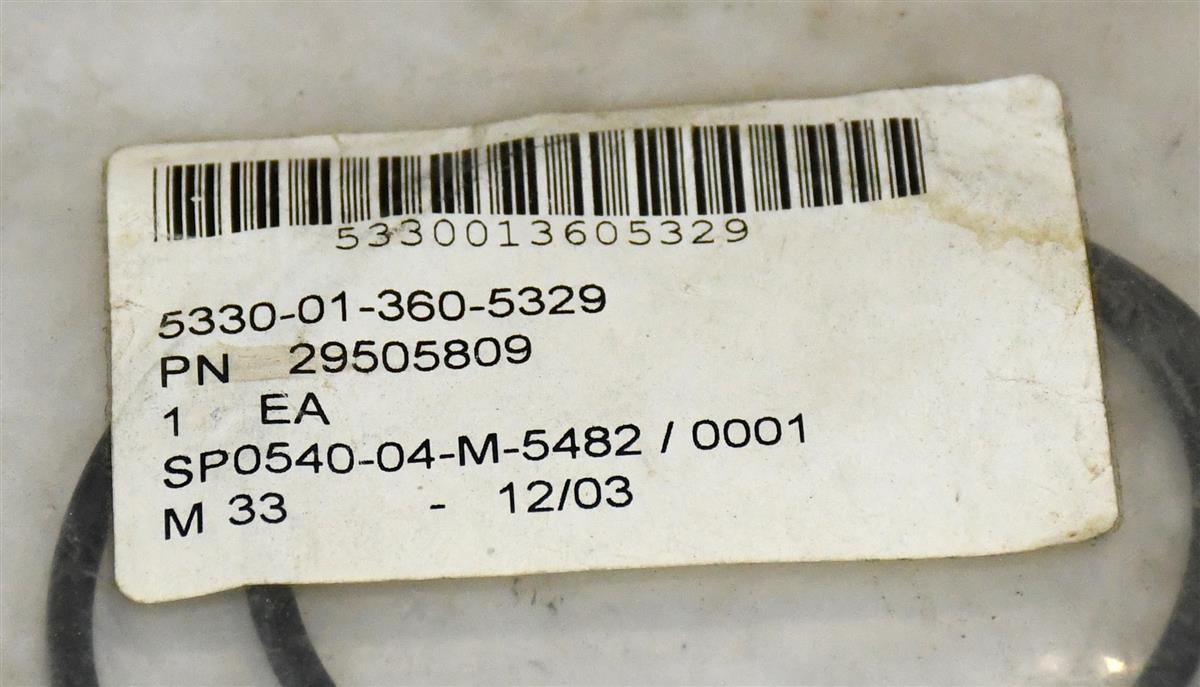 5330013605329
5330-01-360-5329
PN 29505809
1 EA
SP0540-04-M-5482 / 0001
M 33 - 12/03